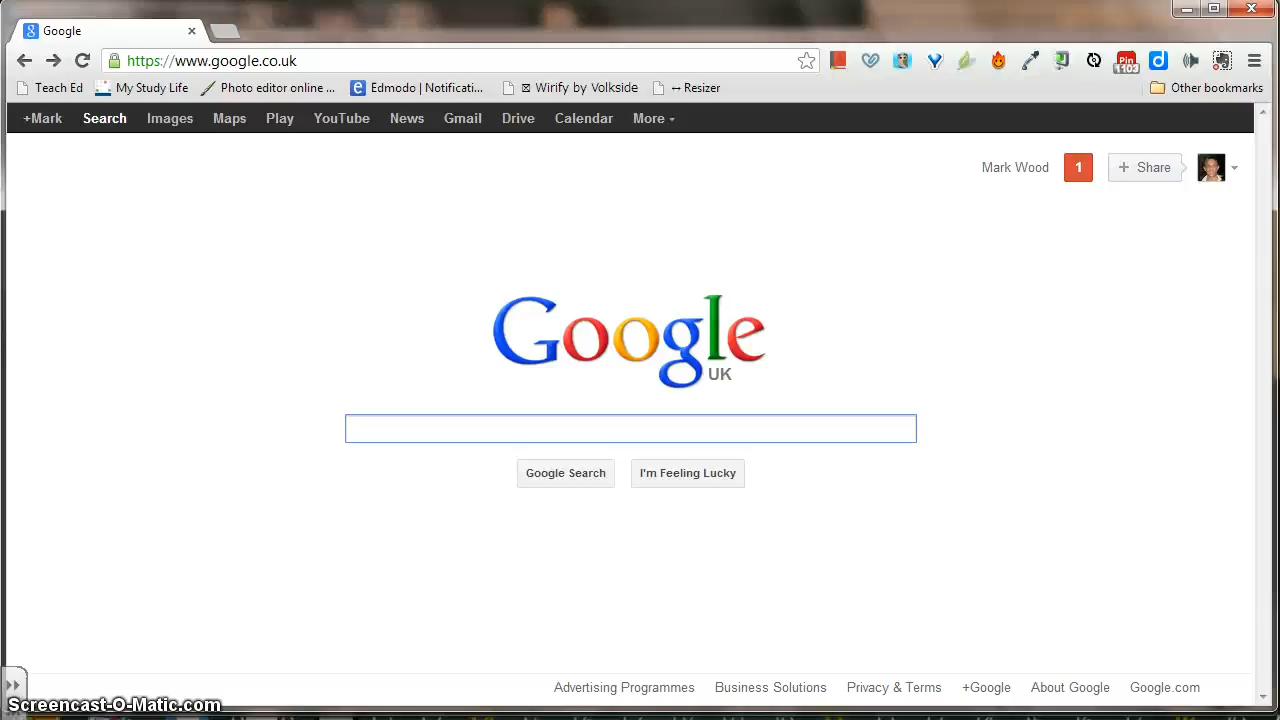 Google
https://www.google.co.uk
Pin
1103
Teach Ed My Study Life Photo editor online ... Edmodo | Notificati... Wirify by Volkside ↔ Resizer Other bookmarks
+Mark Search Images Maps Play YouTube News Gmail Drive Calendar More
Mark Wood 1 + Share
Google
UK
Google Search I'm Feeling Lucky
Advertising Programmes Business Solutions Privacy & Terms +Google About Google Google.com
Screencast-O-Matic.com